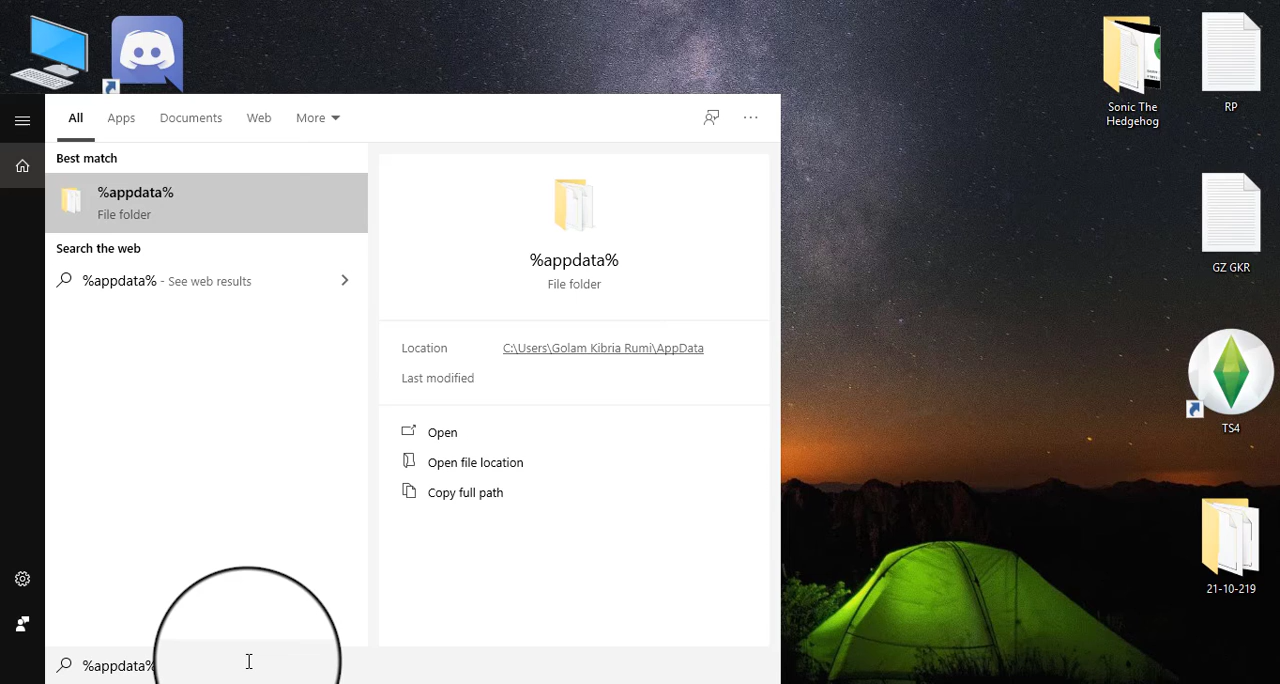 All Apps Documents Web More
Best match
%appdata%
File folder
Search the web
%appdata% - See web results
%appdata%
File folder
Location C:\Users\Golam Kibria Rumi\AppData
Last modified
Open
Open file location
Copy full path
%appdata%
Sonic The
Hedgehog
RP
GZ GKR
TS4
21-10-219